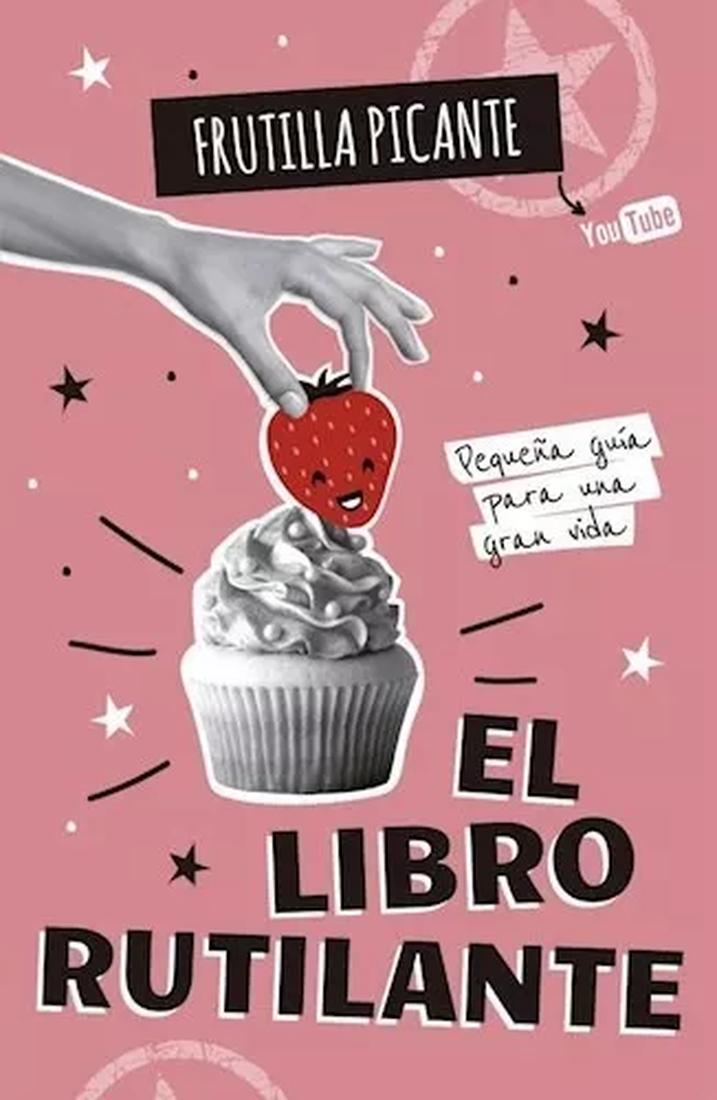 FRUTILLA PICANTE
YouTube
Pequeña guía
para una
gran vida
EL
LIBRO
RUTILANTE